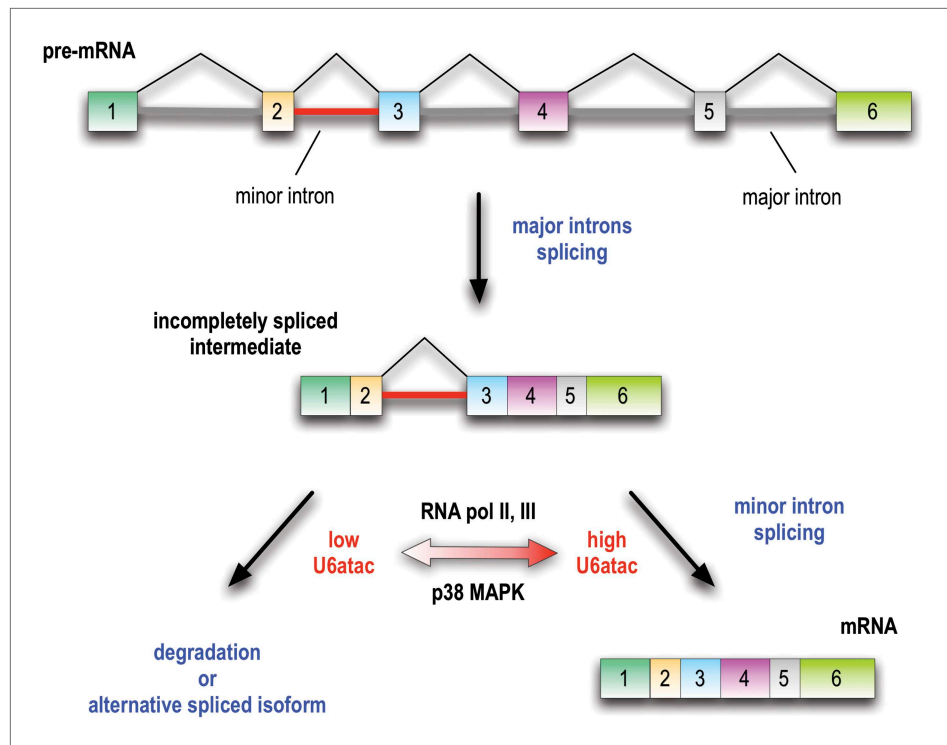 pre-mRNA
1 2 3 4 5 6
minor intron
major intron
major introns
splicing
incompletely spliced
intermediate
1 2 3 4 5 6
RNA pol II, III
low
U6atac
high
U6atac
p38 MAPK
minor intron
splicing
degradation
or
alternative spliced isoform
mRNA
1 2 3 4 5 6